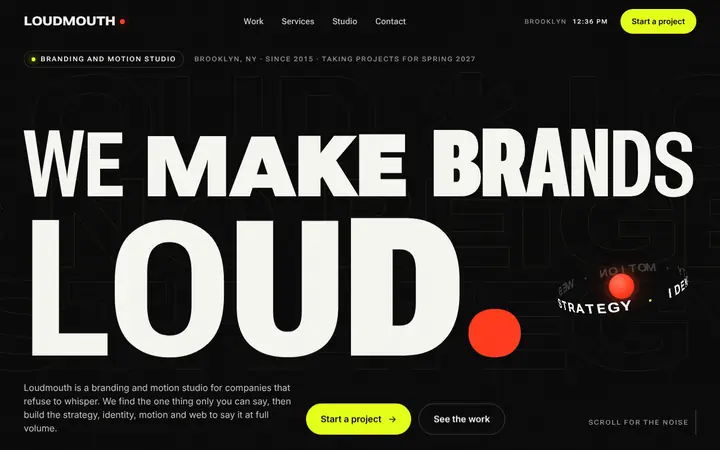 LOUDMOUTH
Work Services Studio Contact
BROOKLYN 12:36 PM
Start a project
BRANDING AND MOTION STUDIO
BROOKLYN, NY · SINCE 2015 · TAKING PROJECTS FOR SPRING 2027
WE MAKE BRANDS
LOUD.
MOTION
STRATEGY
Loudmouth is a branding and motion studio for companies that
refuse to whisper. We find the one thing only you can say, then
build the strategy, identity, motion and web to say it at full
volume.
Start a project →
See the work
SCROLL FOR THE NOISE